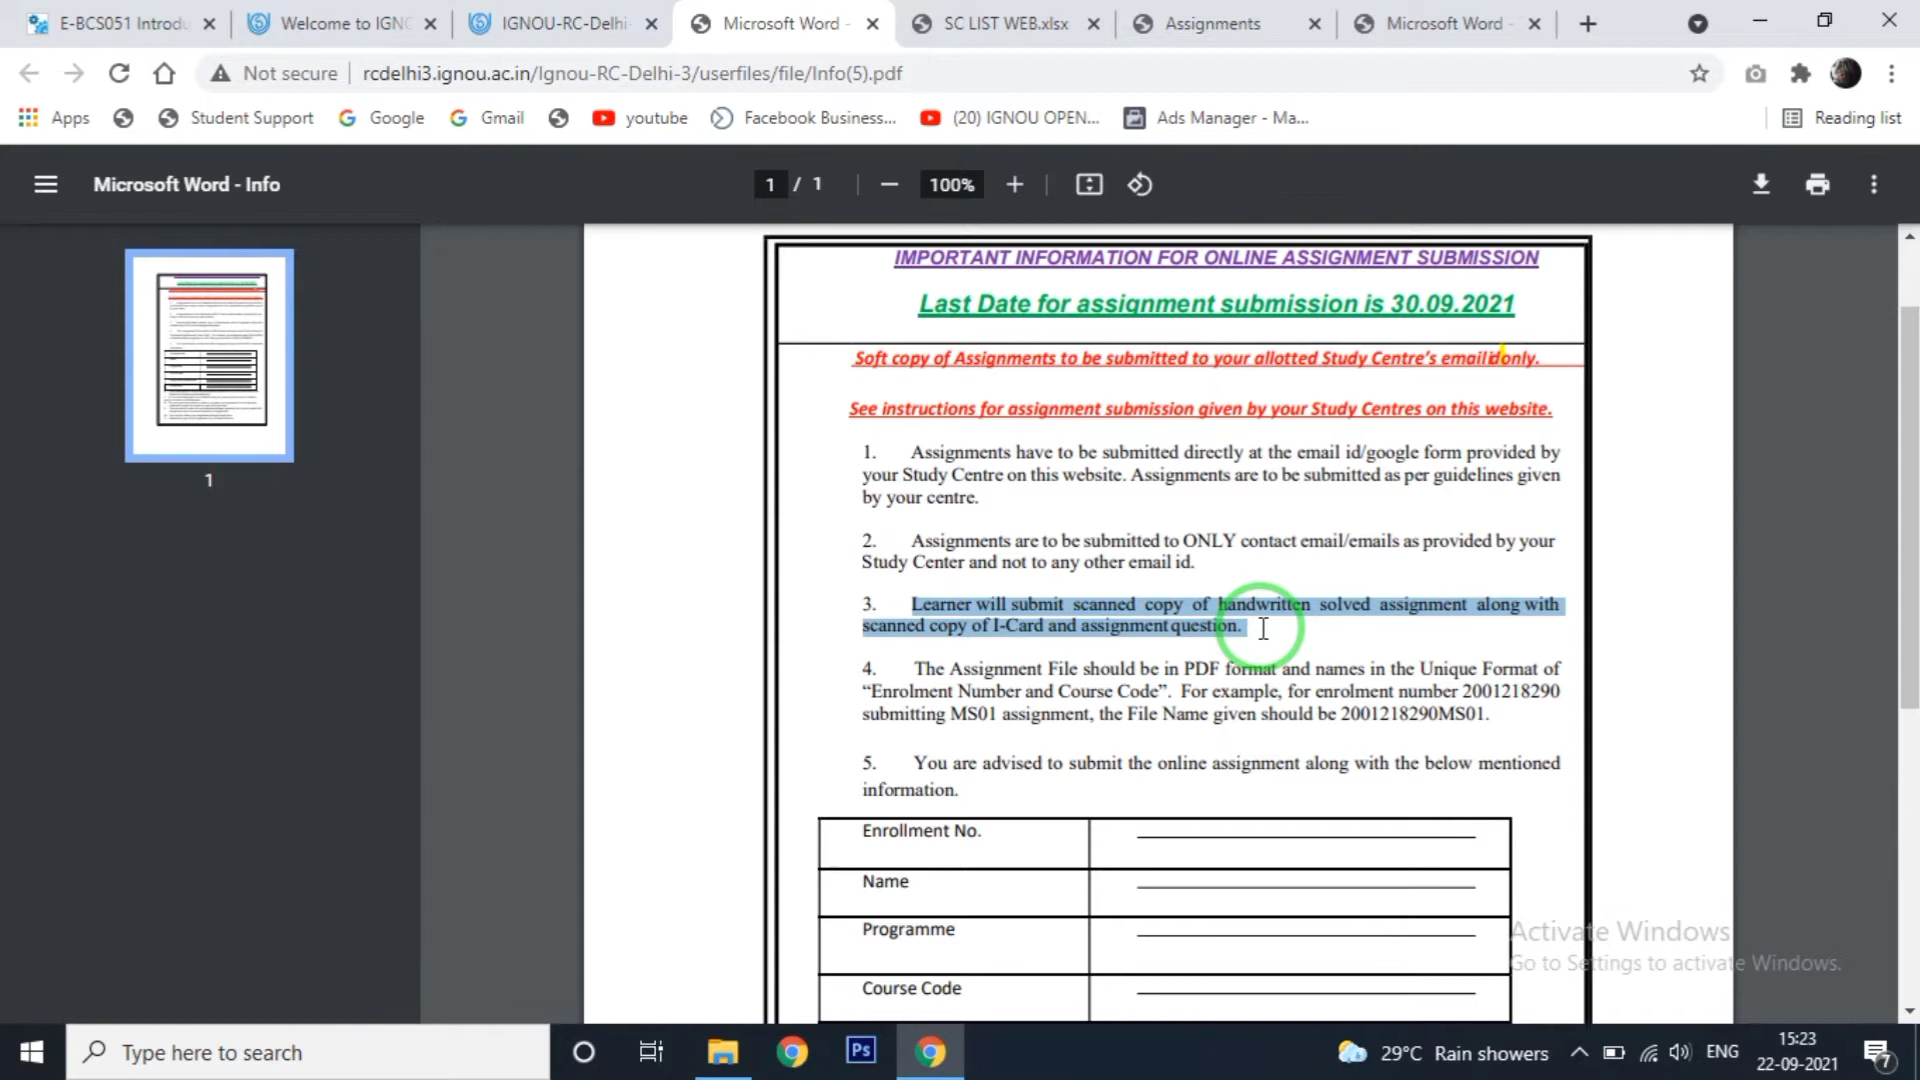 E-BCS051 Introdu
Welcome to IGNO
IGNOU-RC-Delhi-
Microsoft Word -
SC LIST WEB.xlsx
Assignments
Microsoft Word -
Not secure
rcdelhi3.ignou.ac.in/Ignou-RC-Delhi-3/userfiles/file/Info(5).pdf
Apps
Student Support
Google
Gmail
youtube
Facebook Business...
(20) IGNOU OPEN...
Ads Manager - Ma...
Reading list
Microsoft Word - Info
1 / 1
100%
1
IMPORTANT INFORMATION FOR ONLINE ASSIGNMENT SUBMISSION
Last Date for assignment submission is 30.09.2021
Soft copy of Assignments to be submitted to your allotted Study Centre's email id only.
See instructions for assignment submission given by your Study Centres on this website.
1. Assignments have to be submitted directly at the email id/google form provided by
your Study Centre on this website. Assignments are to be submitted as per guidelines given
by your centre.
2. Assignments are to be submitted to ONLY contact email/emails as provided by your
Study Center and not to any other email id.
3. Learner will submit scanned copy of handwritten solved assignment along with
scanned copy of I-Card and assignment question.
4. The Assignment File should be in PDF format and names in the Unique Format of
“Enrolment Number and Course Code”. For example, for enrolment number 2001218290
submitting MS01 assignment, the File Name given should be 2001218290MS01.
5. You are advised to submit the online assignment along with the below mentioned
information.
Enrollment No.
Name
Programme
Course Code
Activate Windows
Go to Settings to activate Windows.
Type here to search
Ps
29°C Rain showers
ENG
15:23
22-09-2021
7